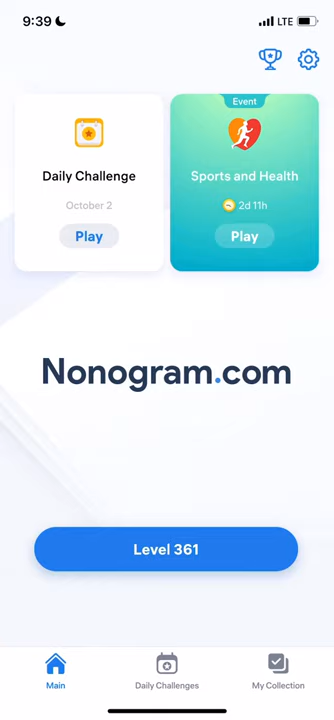 9:39
LTE
Event
Daily Challenge
Sports and Health
October 2
2d 11h
Play
Play
Nonogram.com
Level 361
Main
Daily Challenges
My Collection